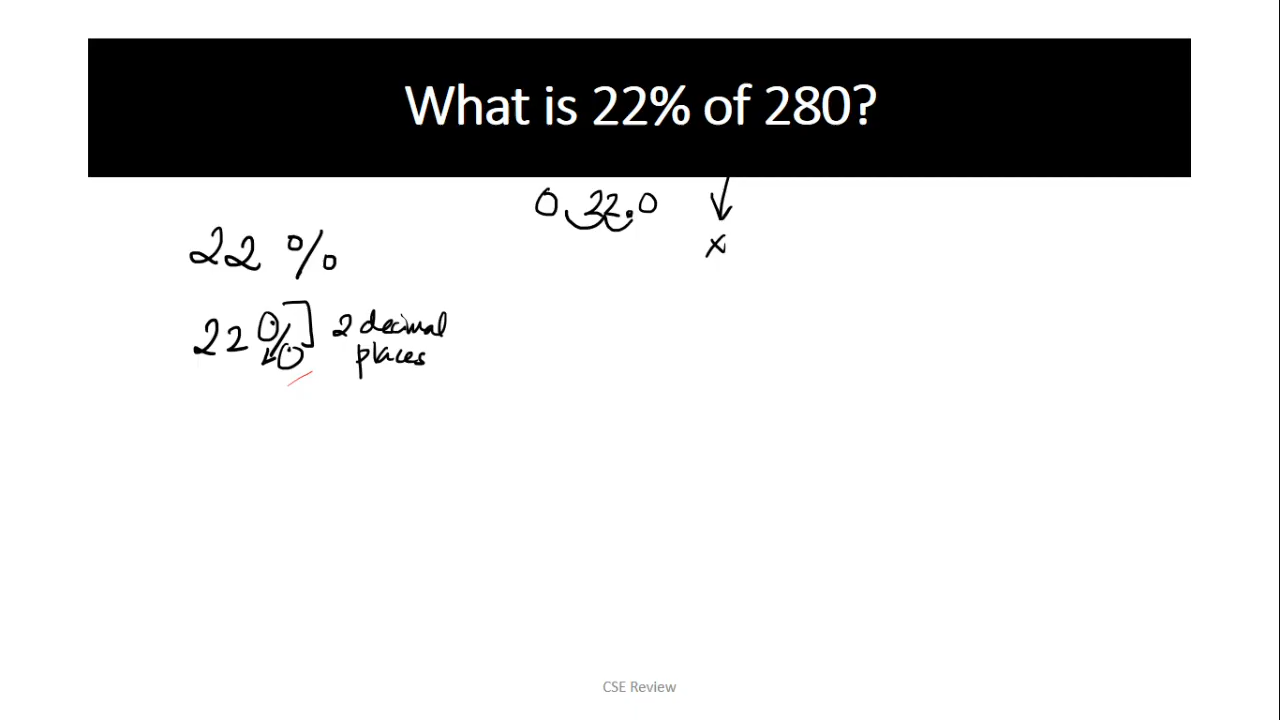 What is 22% of 280?
0 22.0
×
22 %
22 % 2 decimal
places
CSE Review